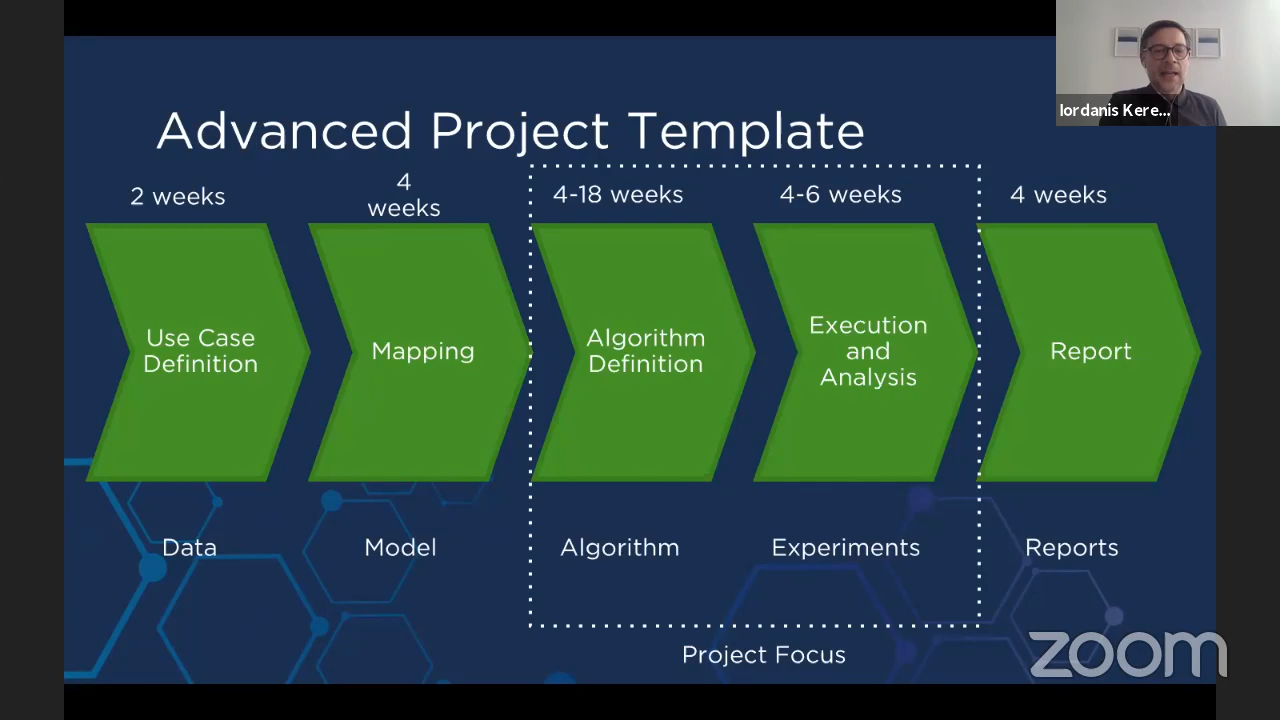 Iordanis Kere...
Advanced Project Template
2 weeks
4
weeks
4-18 weeks
4-6 weeks
4 weeks
Use Case
Definition
Mapping
Algorithm
Definition
Execution
and
Analysis
Report
Data
Model
Algorithm
Experiments
Reports
Project Focus
zoom